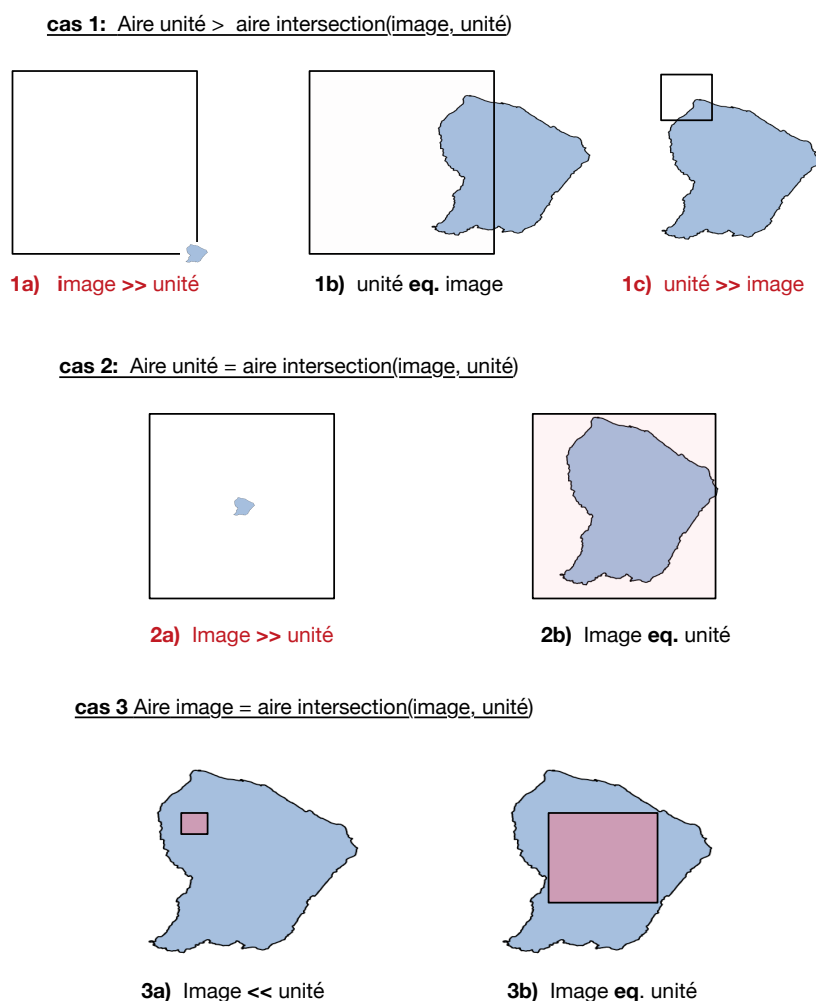 cas 1: Aire unité > aire intersection(image, unité)
1a) image >> unité
1b) unité eq. image
1c) unité >> image
cas 2: Aire unité = aire intersection(image, unité)
2a) Image >> unité
2b) Image eq. unité
cas 3 Aire image = aire intersection(image, unité)
3a) Image << unité
3b) Image eq. unité